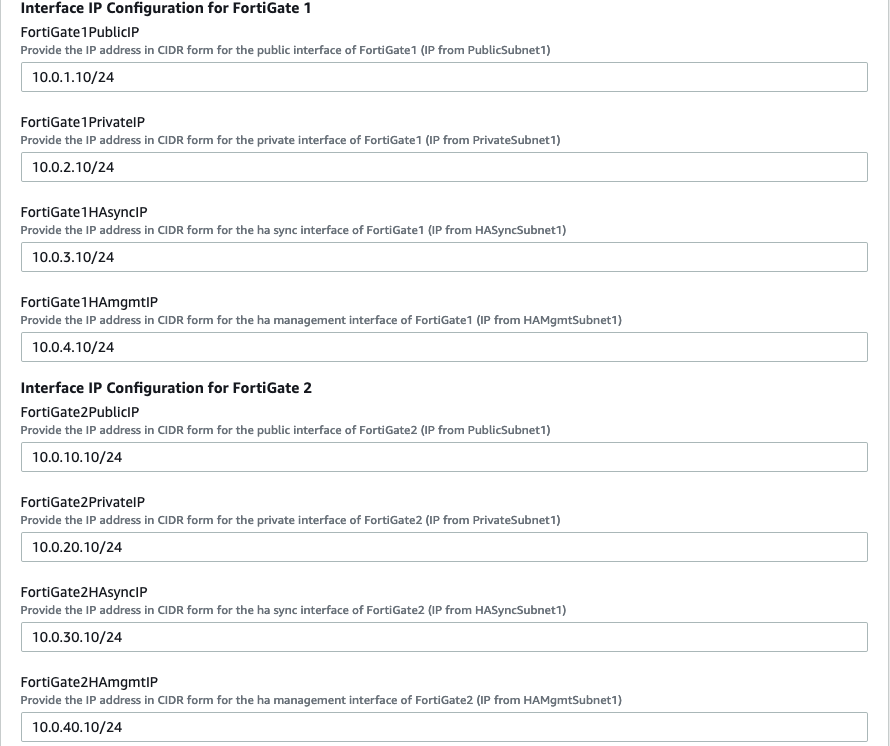 Interface IP Configuration for FortiGate 1
FortiGate1PublicIP
Provide the IP address in CIDR form for the public interface of FortiGate1 (IP from PublicSubnet1)
10.0.1.10/24
FortiGate1PrivateIP
Provide the IP address in CIDR form for the private interface of FortiGate1 (IP from PrivateSubnet1)
10.0.2.10/24
FortiGate1HAsyncIP
Provide the IP address in CIDR form for the ha sync interface of FortiGate1 (IP from HASyncSubnet1)
10.0.3.10/24
FortiGate1HAmgmtIP
Provide the IP address in CIDR form for the ha management interface of FortiGate1 (IP from HAMgmtSubnet1)
10.0.4.10/24
Interface IP Configuration for FortiGate 2
FortiGate2PublicIP
Provide the IP address in CIDR form for the public interface of FortiGate2 (IP from PublicSubnet1)
10.0.10.10/24
FortiGate2PrivateIP
Provide the IP address in CIDR form for the private interface of FortiGate2 (IP from PrivateSubnet1)
10.0.20.10/24
FortiGate2HAsyncIP
Provide the IP address in CIDR form for the ha sync interface of FortiGate2 (IP from HASyncSubnet1)
10.0.30.10/24
FortiGate2HAmgmtIP
Provide the IP address in CIDR form for the ha management interface of FortiGate2 (IP from HAMgmtSubnet1)
10.0.40.10/24